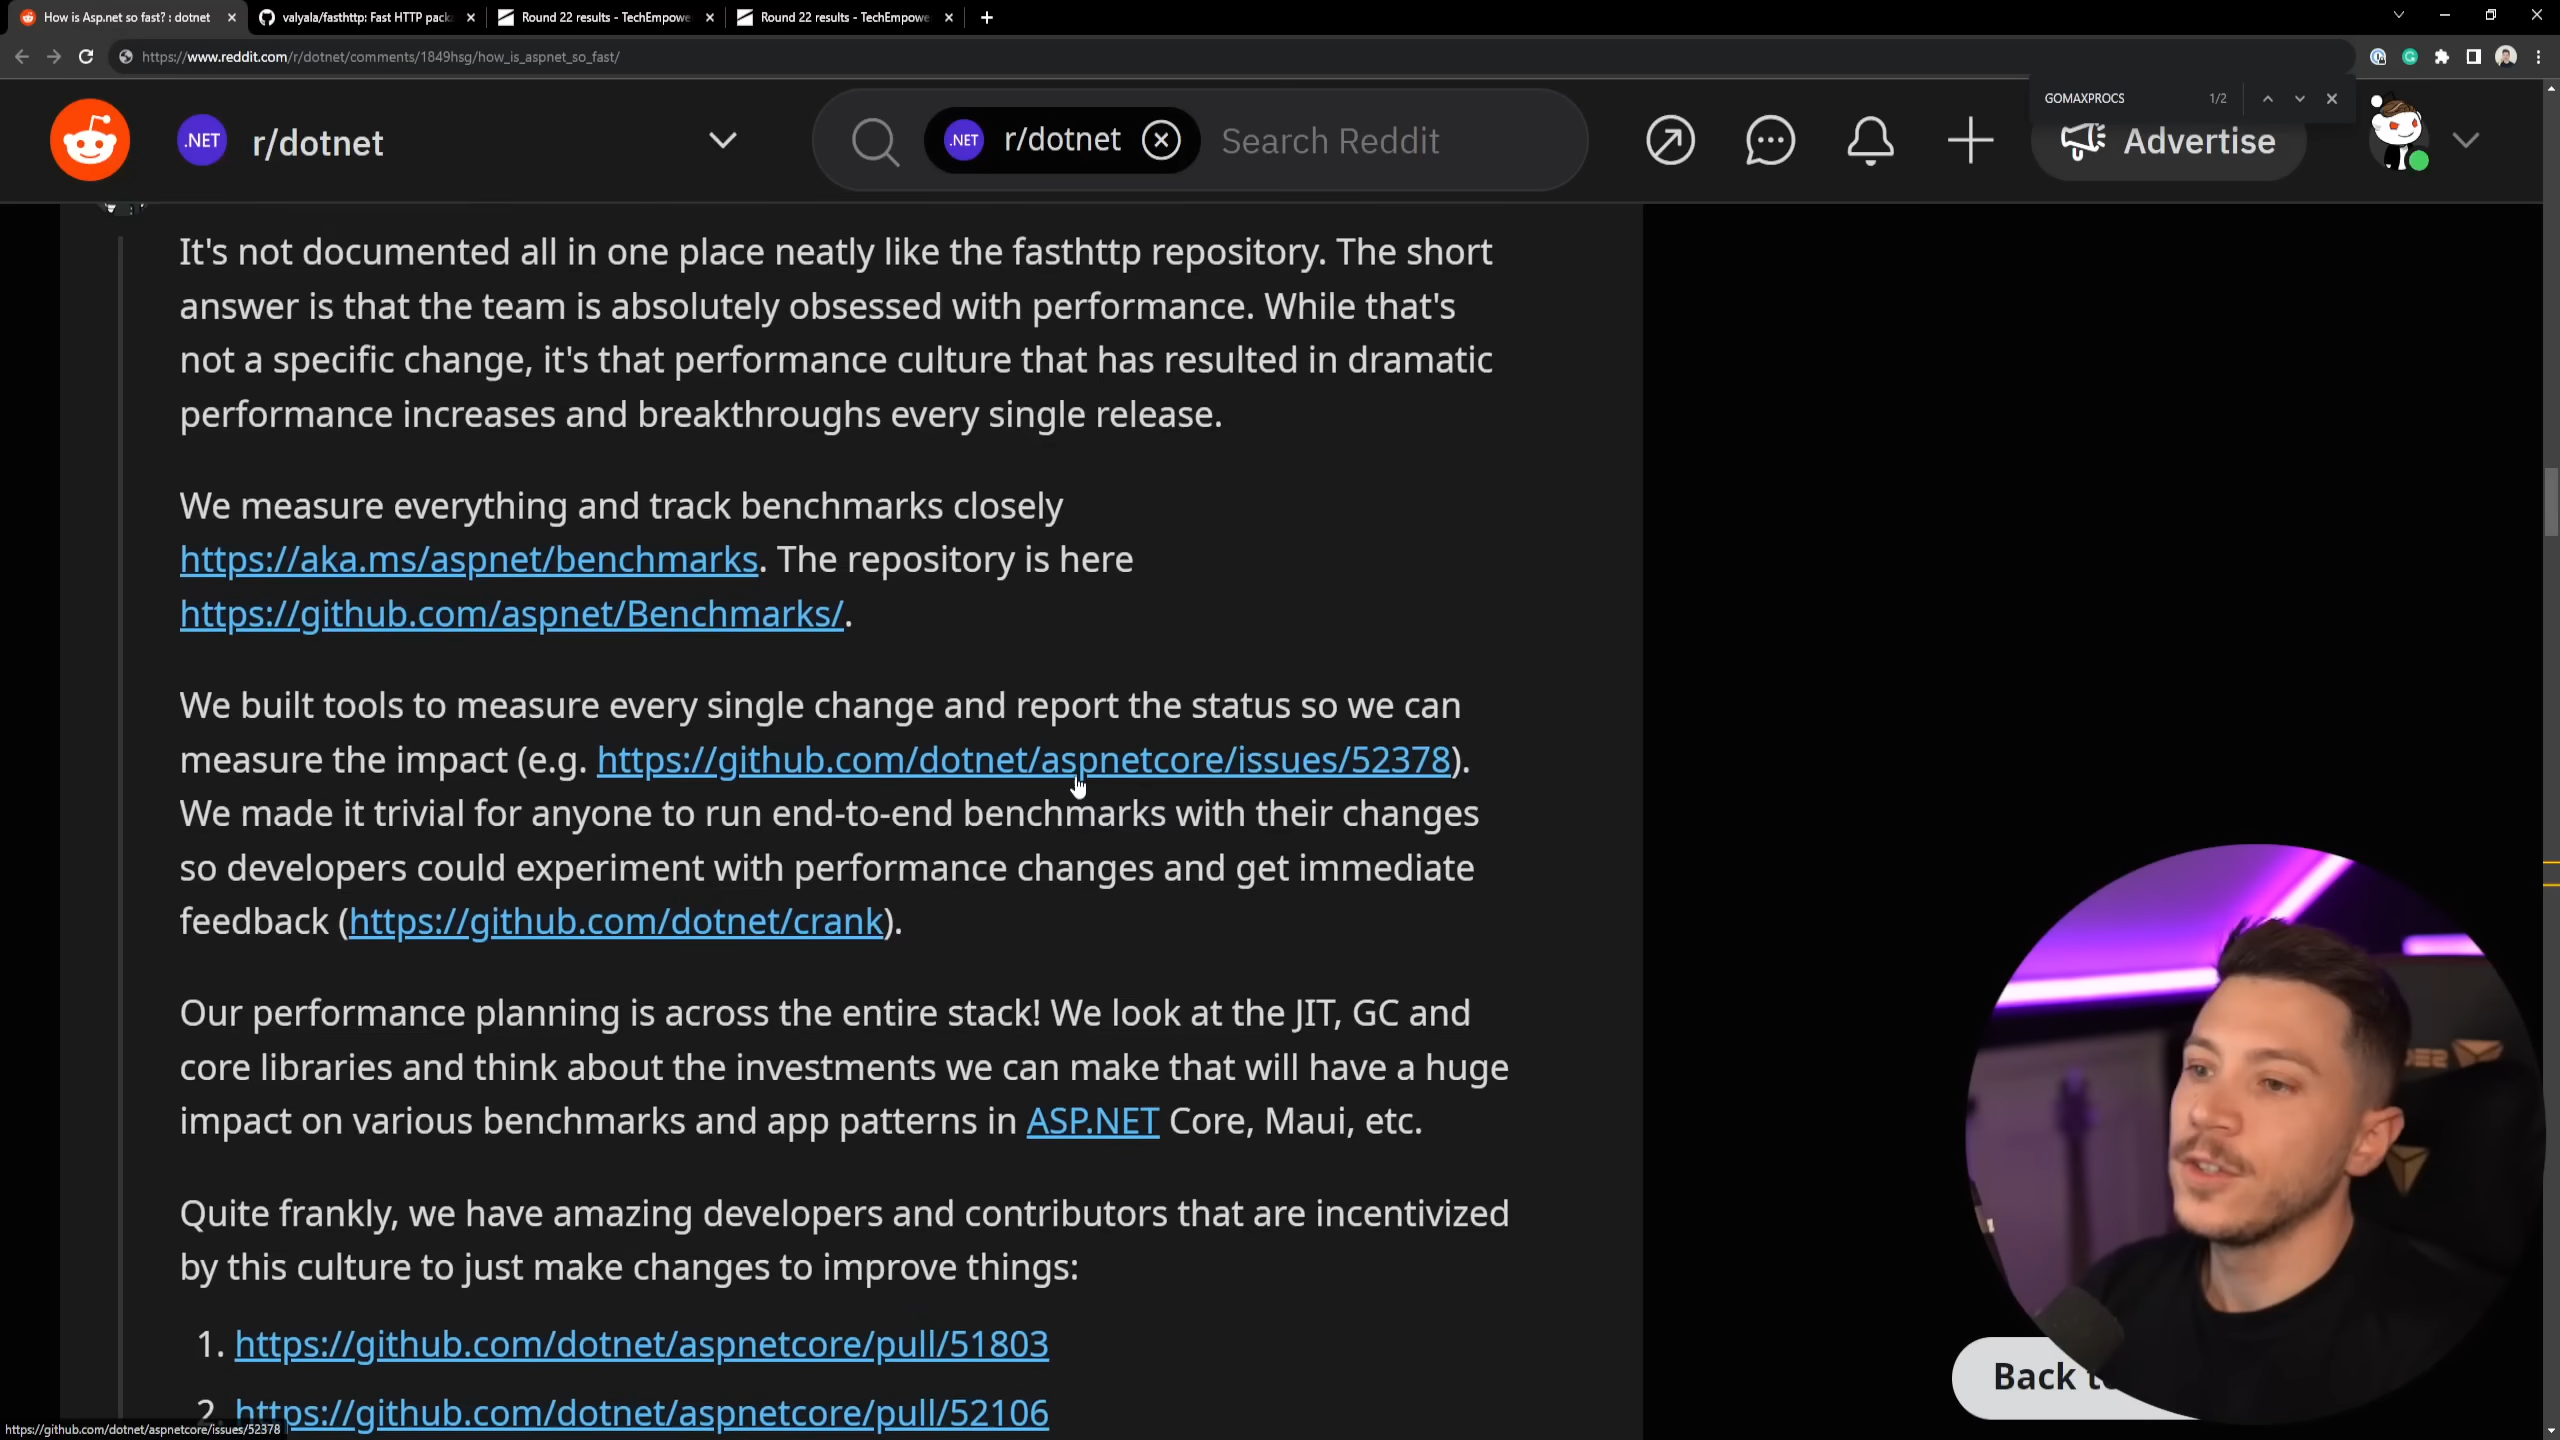 How is Asp.net so fast? : dotnet
valyala/fasthttp: Fast HTTP pack
Round 22 results - TechEmpowe
Round 22 results - TechEmpowe
https://www.reddit.com/r/dotnet/comments/1849hsg/how_is_aspnet_so_fast/
GOMAXPROCS 1/2
.NET r/dotnet
.NET r/dotnet
Search Reddit
Advertise
It's not documented all in one place neatly like the fasthttp repository. The short
answer is that the team is absolutely obsessed with performance. While that's
not a specific change, it's that performance culture that has resulted in dramatic
performance increases and breakthroughs every single release.
We measure everything and track benchmarks closely
https://aka.ms/aspnet/benchmarks. The repository is here
https://github.com/aspnet/Benchmarks/.
We built tools to measure every single change and report the status so we can
measure the impact (e.g. https://github.com/dotnet/aspnetcore/issues/52378).
We made it trivial for anyone to run end-to-end benchmarks with their changes
so developers could experiment with performance changes and get immediate
feedback (https://github.com/dotnet/crank).
Our performance planning is across the entire stack! We look at the JIT, GC and
core libraries and think about the investments we can make that will have a huge
impact on various benchmarks and app patterns in ASP.NET Core, Maui, etc.
Quite frankly, we have amazing developers and contributors that are incentivized
by this culture to just make changes to improve things:
1. https://github.com/dotnet/aspnetcore/pull/51803
2. https://github.com/dotnet/aspnetcore/pull/52106
Back
https://github.com/dotnet/aspnetcore/issues/52378